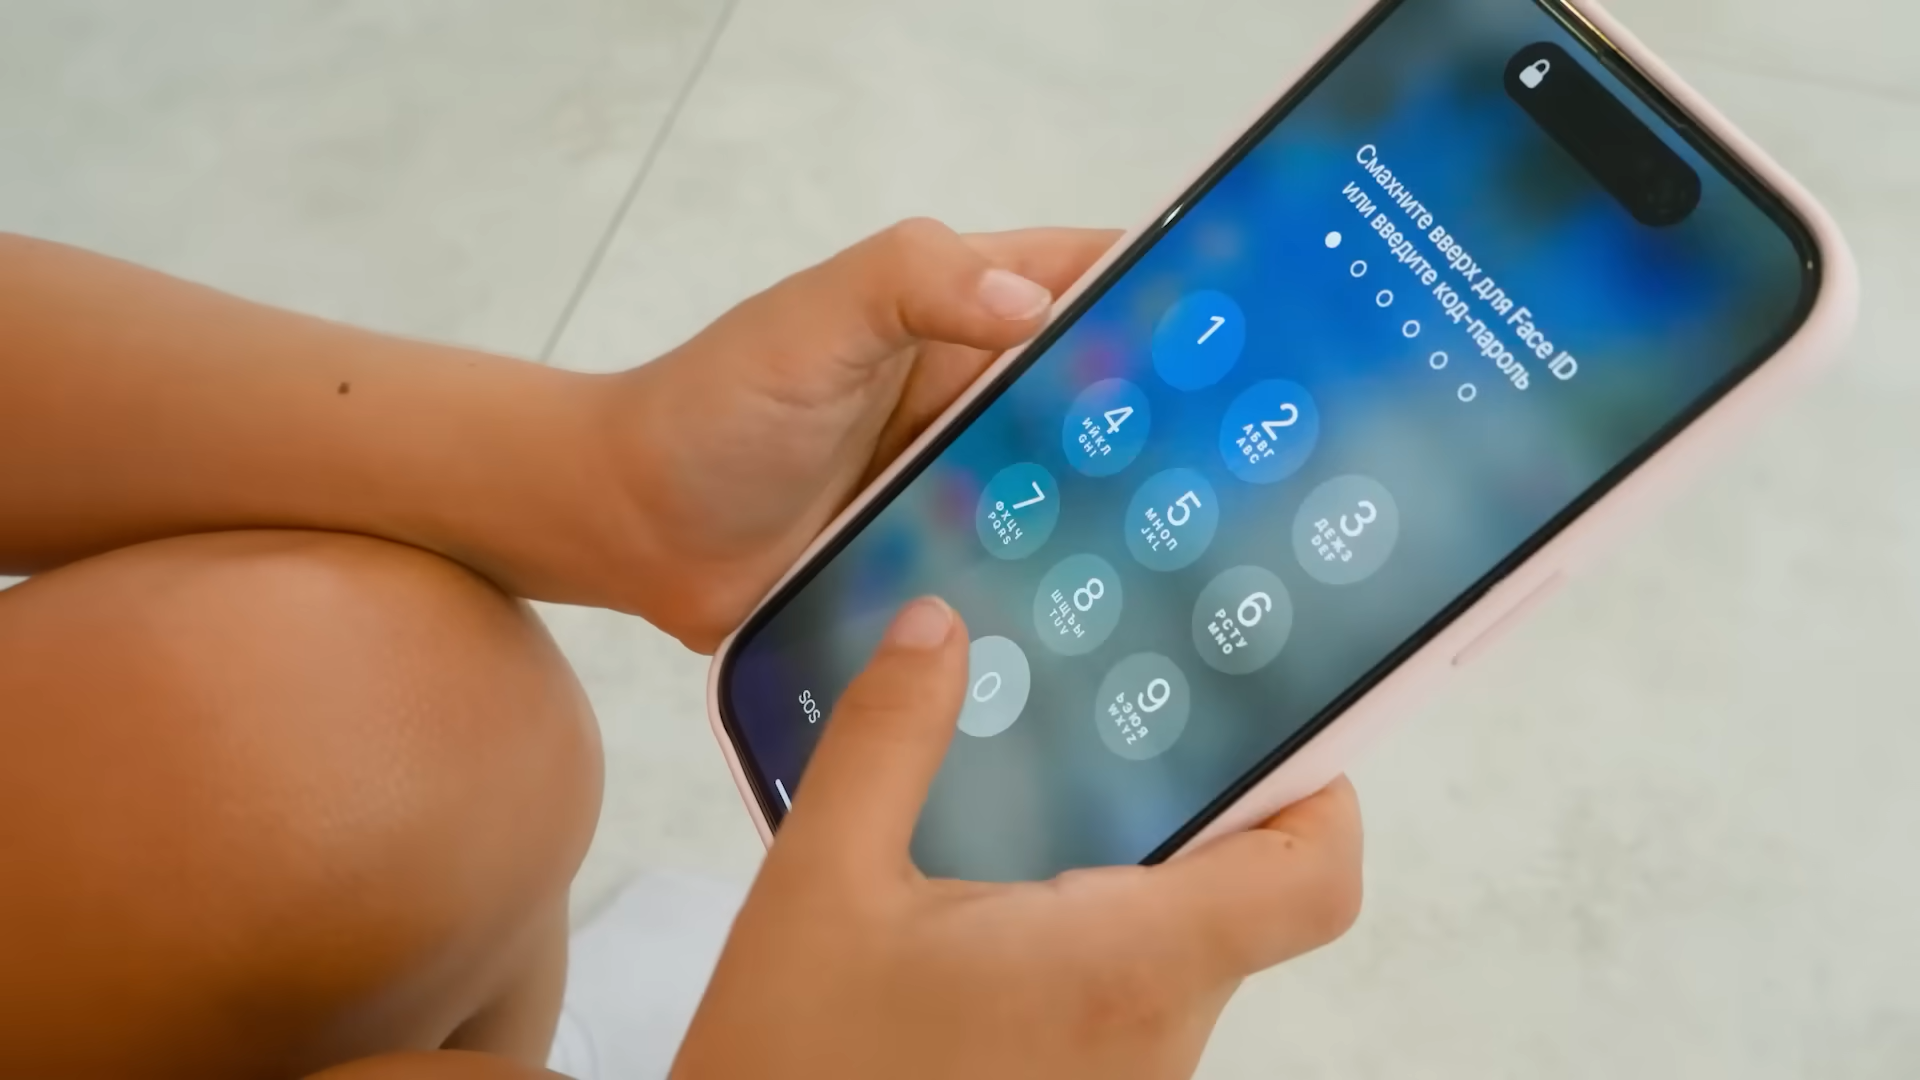 Смахните вверх для Face ID
или введите код-пароль
1
2
АБВГ
ABC
3
ДЕЖЗ
DEF
4
ИЙКЛ
GHI
5
МНОП
JKL
6
РСТУ
MNO
7
ФХЦЧ
PQRS
8
ШЩЪЫ
TUV
9
ЬЭЮЯ
WXYZ
0
SOS